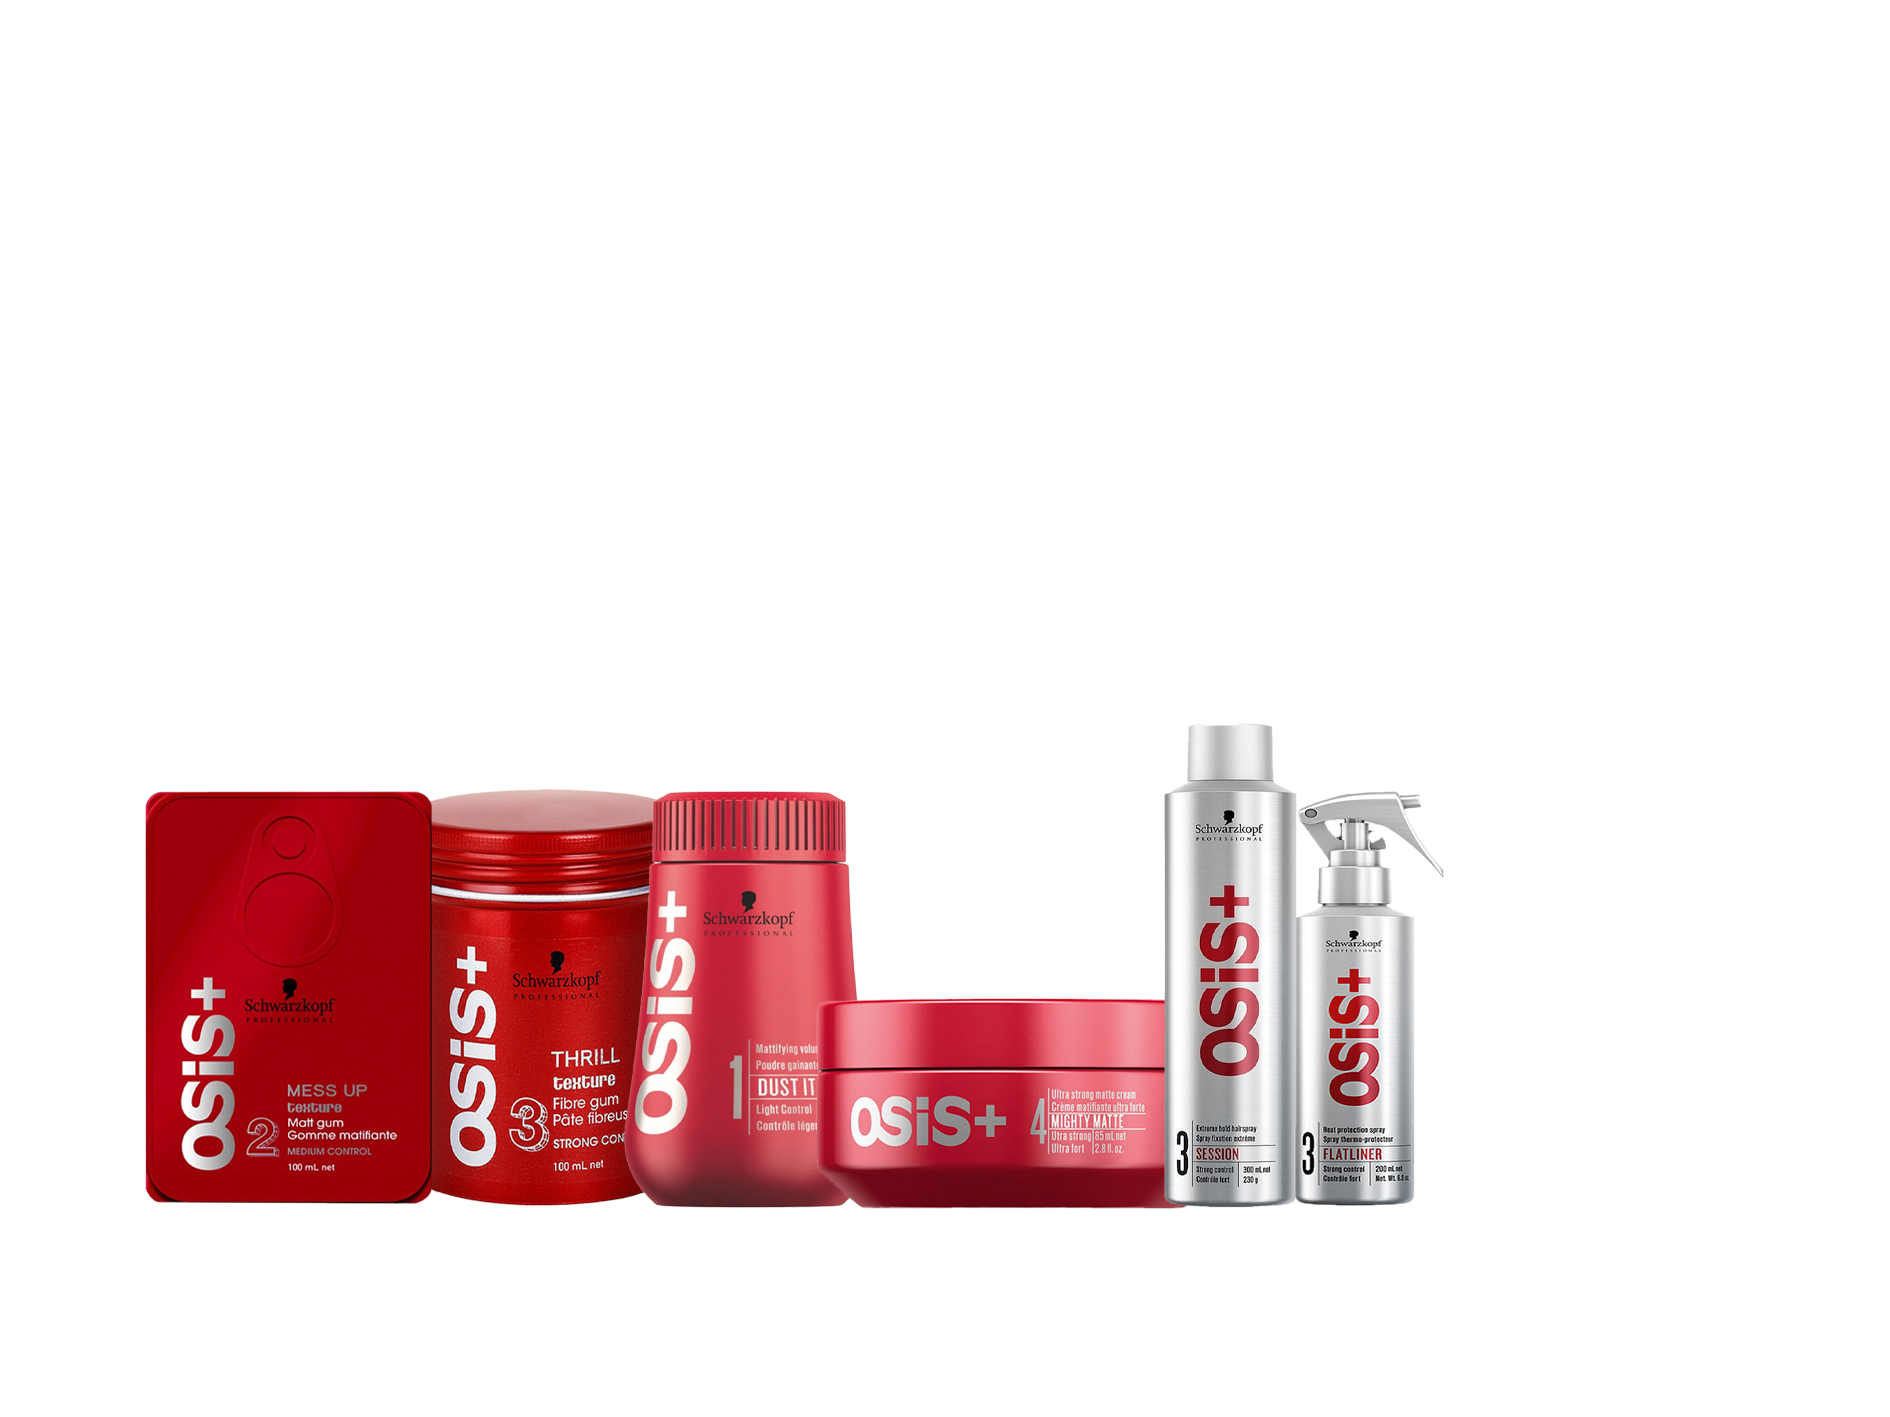 OSiS+
Schwarzkopf
PROFESSIONAL
MESS UP
texture
2
Matt gum
Gomme matifiante
MEDIUM CONTROL
100 mL net
OSiS+
Schwarzkopf
PROFESSIONAL
THRILL
texture
3
Fibre gum
Pâte fibreus
STRONG CON
100 mL net
OSiS+
Schwarzkopf
PROFESSIONAL
1
Mattifying volu
Poudre gainant
DUST IT
Light Control
Contrôle lége
OSiS+
4
Ultra strong matte cream
Crème matifiante ultra forte
MIGHTY MATTE
Utra strong 85 mL net
Ultra fort 2.8 fl. oz.
Schwarzkopf
PROFESSIONAL
OSiS+
3
Extreme hold hairspray
Spray fixation extrême
SESSION
Strong control 300 mL net
Contrôle fort 230 g
Schwarzkopf
PROFESSIONAL
OSiS+
3
Heat protection spray
Spray thermo-protecteur
FLATLINER
Strong control 200 mL net
Contrôle fort Net. Wt.